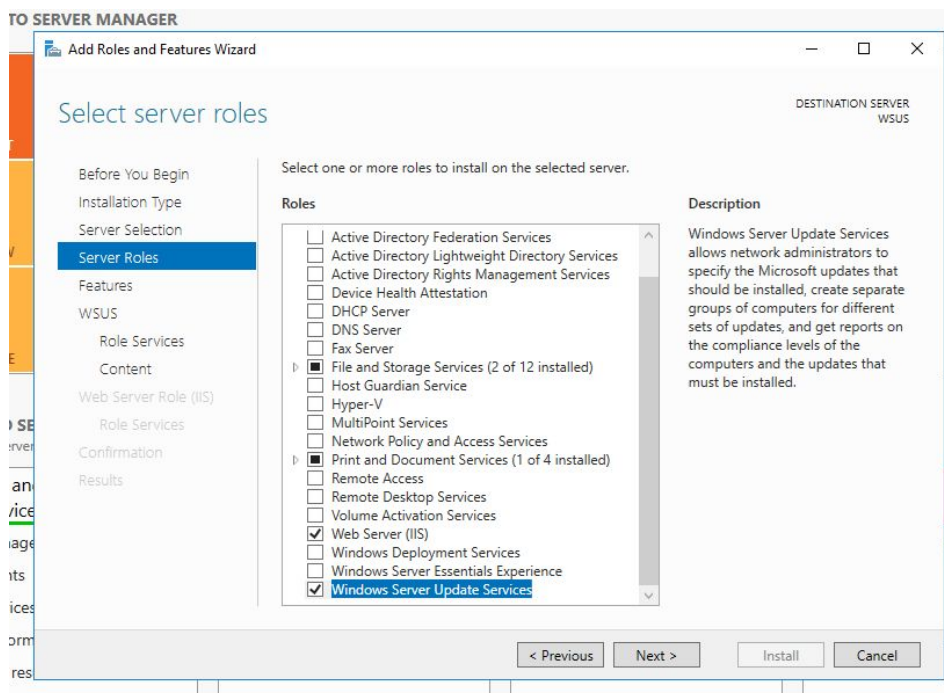 TO SERVER MANAGER
Add Roles and Features Wizard
Select server roles
DESTINATION SERVER
WSUS
Before You Begin
Installation Type
Server Selection
Server Roles
Features
WSUS
Role Services
Content
Web Server Role (IIS)
Role Services
Confirmation
Results
Select one or more roles to install on the selected server.
Roles
Active Directory Federation Services
Active Directory Lightweight Directory Services
Active Directory Rights Management Services
Device Health Attestation
DHCP Server
DNS Server
Fax Server
File and Storage Services (2 of 12 installed)
Host Guardian Service
Hyper-V
MultiPoint Services
Network Policy and Access Services
Print and Document Services (1 of 4 installed)
Remote Access
Remote Desktop Services
Volume Activation Services
Web Server (IIS)
Windows Deployment Services
Windows Server Essentials Experience
Windows Server Update Services
Description
Windows Server Update Services
allows network administrators to
specify the Microsoft updates that
should be installed, create separate
groups of computers for different
sets of updates, and get reports on
the compliance levels of the
computers and the updates that
must be installed.
< Previous
Next >
Install
Cancel